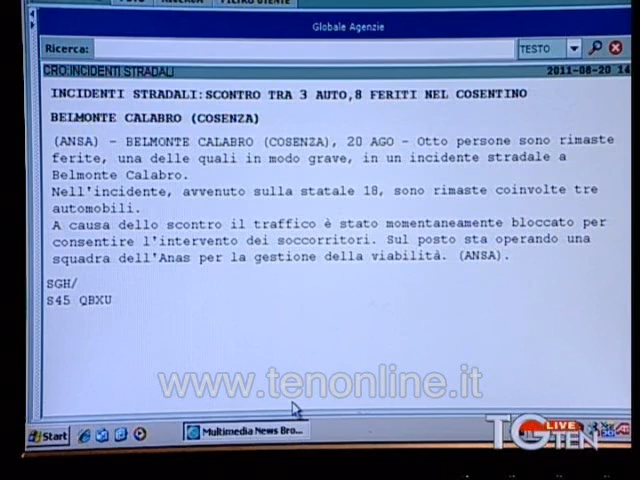 FOTO RICERCA FILTRO UTENTE
Globale Agenzie
Ricerca: TESTO
CRO:INCIDENTI STRADALI 2011-08-20 14
INCIDENTI STRADALI:SCONTRO TRA 3 AUTO,8 FERITI NEL COSENTINO
BELMONTE CALABRO (COSENZA)
(ANSA) - BELMONTE CALABRO (COSENZA), 20 AGO - Otto persone sono rimaste
ferite, una delle quali in modo grave, in un incidente stradale a
Belmonte Calabro.
Nell'incidente, avvenuto sulla statale 18, sono rimaste coinvolte tre
automobili.
A causa dello scontro il traffico è stato momentaneamente bloccato per
consentire l'intervento dei soccorritori. Sul posto sta operando una
squadra dell'Anas per la gestione della viabilità. (ANSA).
SGH/
S45 QBXU
www.tenonline.it
Start Multimedia News Bro...
TG LIVE
TEN